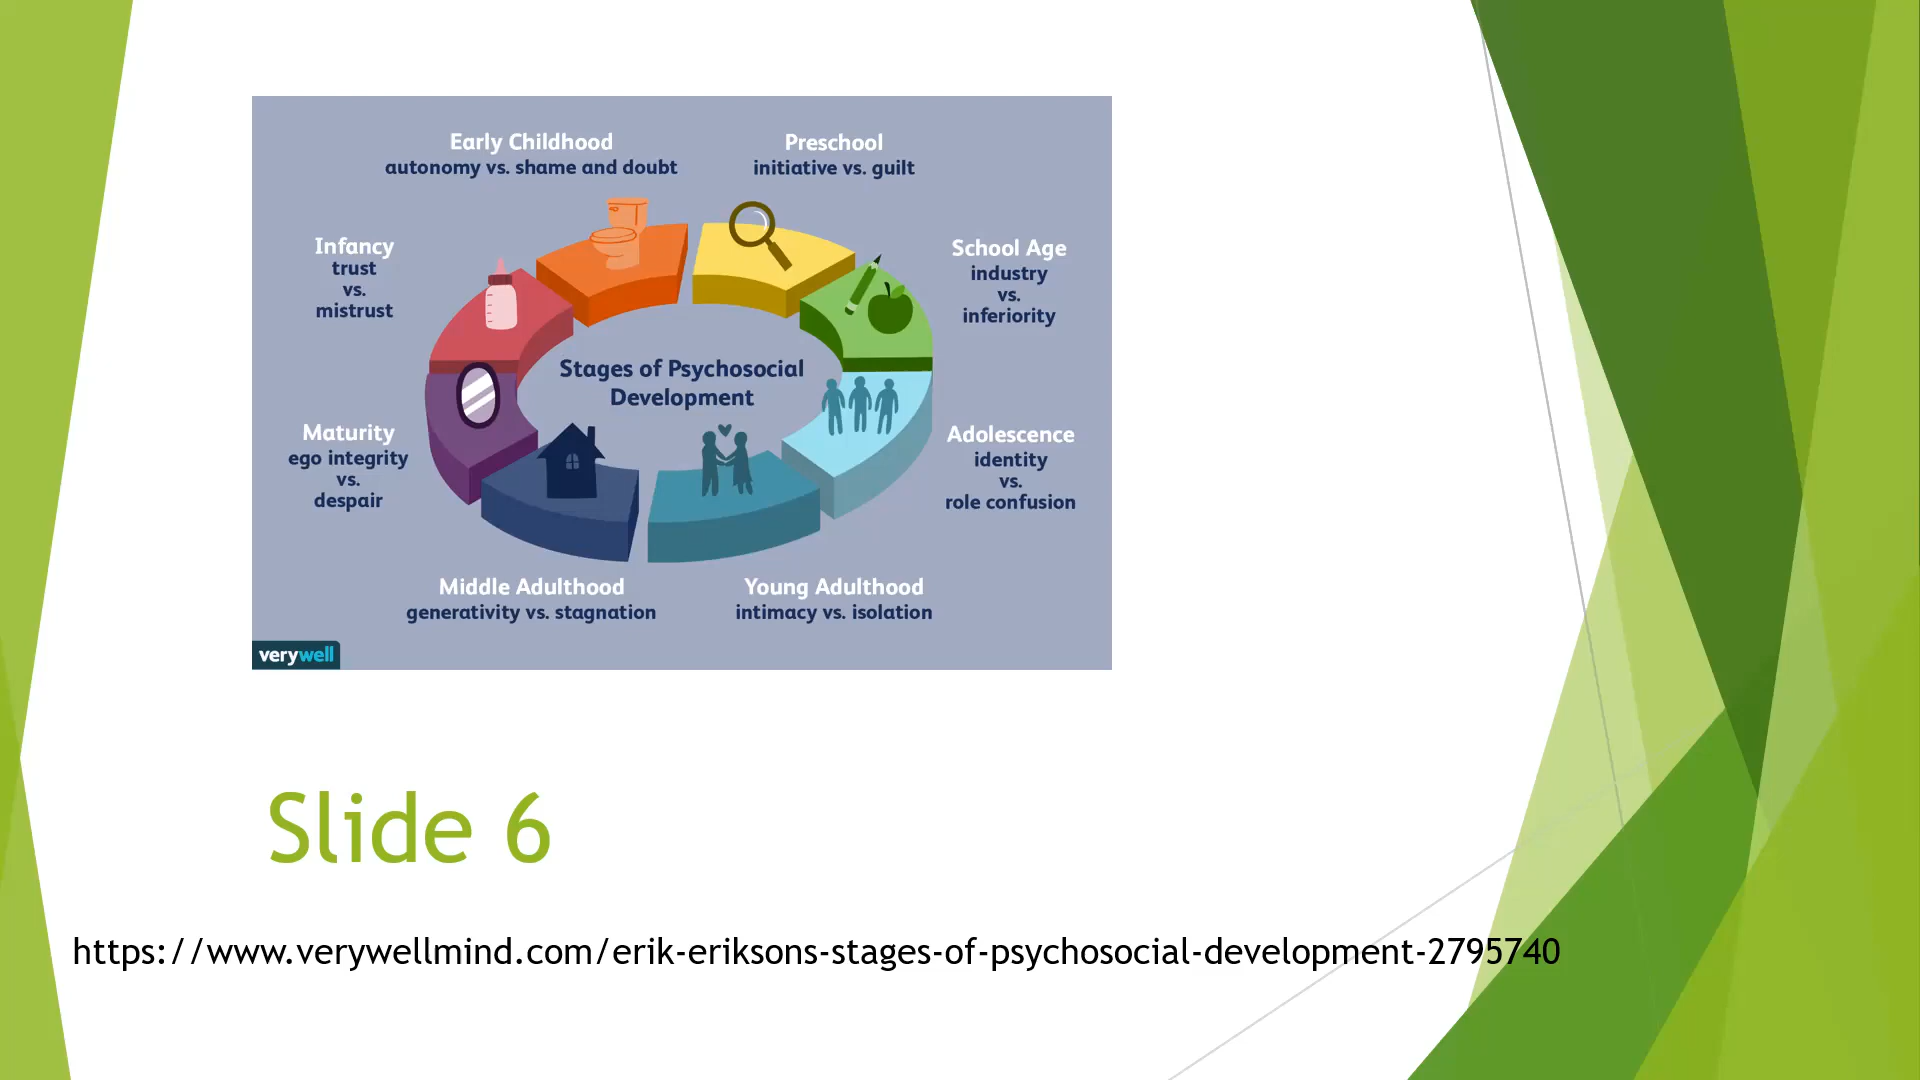 Early Childhood
autonomy vs. shame and doubt
Preschool
initiative vs. guilt
Infancy
trust
vs.
mistrust
School Age
industry
vs.
inferiority
Stages of Psychosocial
Development
Maturity
ego integrity
vs.
despair
Adolescence
identity
vs.
role confusion
Middle Adulthood
generativity vs. stagnation
Young Adulthood
intimacy vs. isolation
verywell
Slide 6
https://www.verywellmind.com/erik-eriksons-stages-of-psychosocial-development-2795740